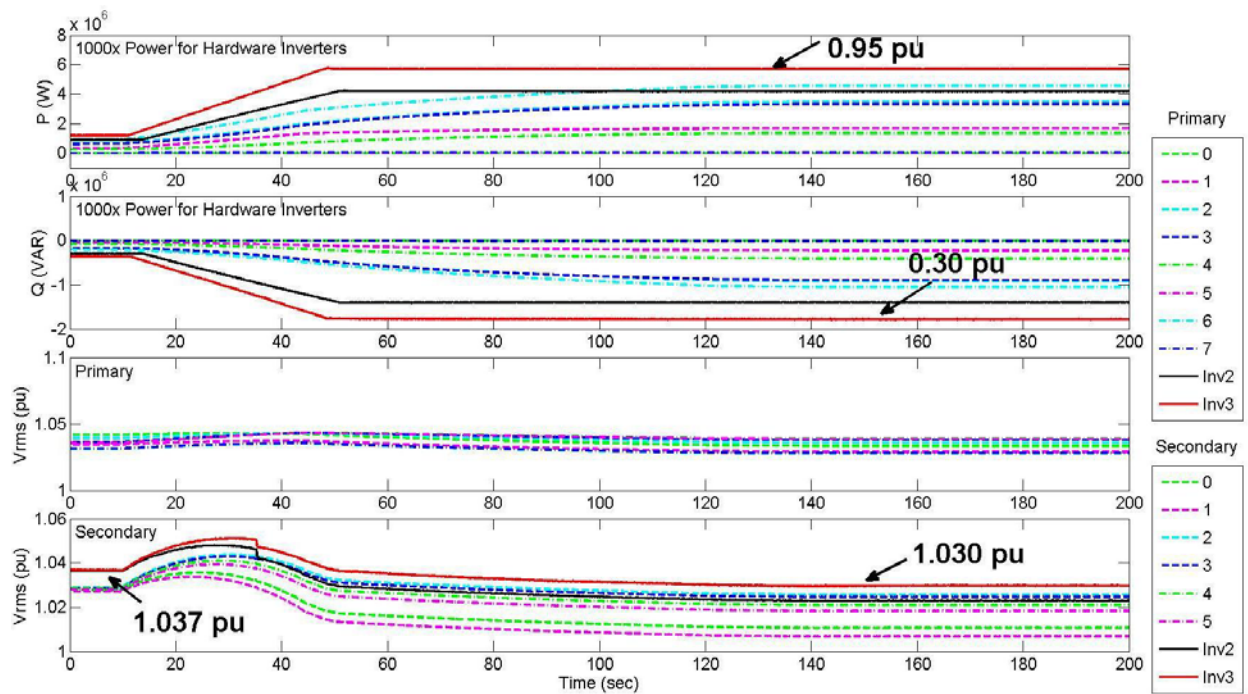 x 10⁶
8
6
4
2
0
P (W)
1000x Power for Hardware Inverters
0.95 pu
0 20 40 60 80 100 120 140 160 180 200
x 10⁶
1
0
-1
-2
Q (VAR)
1000x Power for Hardware Inverters
0.30 pu
0 20 40 60 80 100 120 140 160 180 200
1.1
1.05
1
Vrms (pu)
Primary
0 20 40 60 80 100 120 140 160 180 200
1.06
1.04
1.02
1
Vrms (pu)
Secondary
1.037 pu
1.030 pu
0 20 40 60 80 100 120 140 160 180 200
Time (sec)
Primary
0
1
2
3
4
5
6
7
Inv2
Inv3
Secondary
0
1
2
3
4
5
Inv2
Inv3